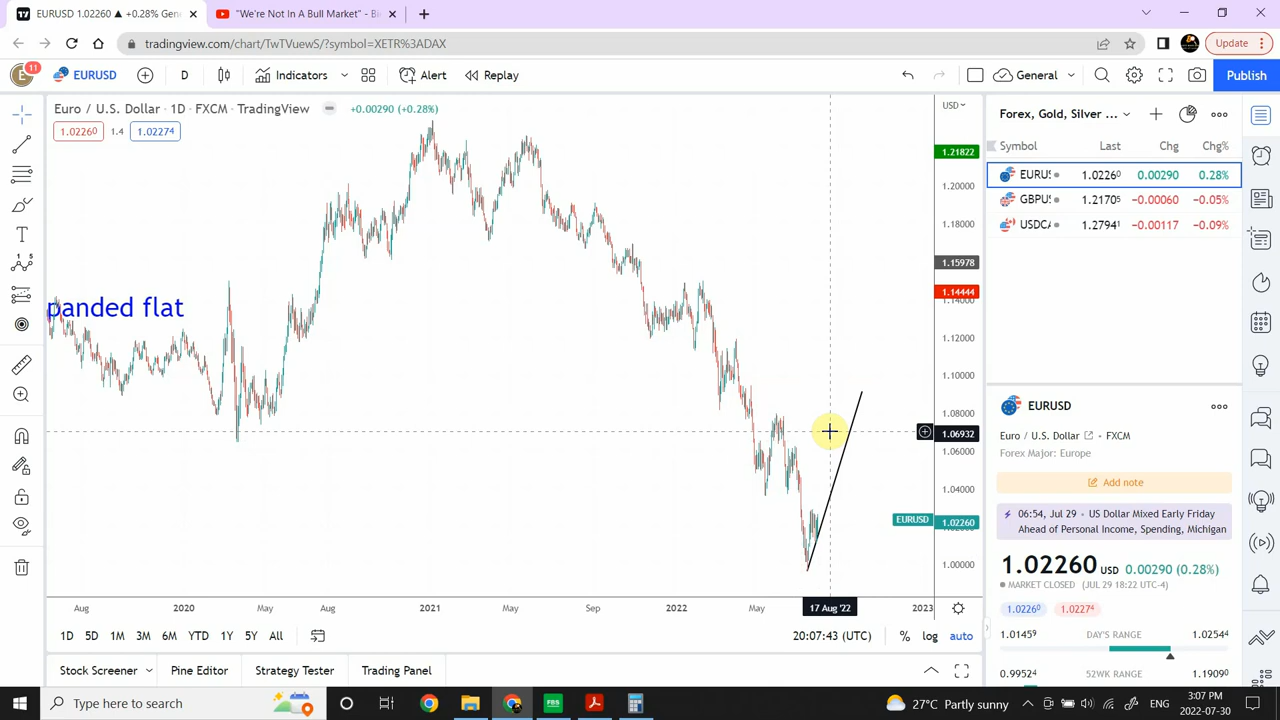 EURUSD 1.02260 ▲ +0.28% Gen
"We're Not In A Bull Market" - Be
tradingview.com/chart/TwTVuewS/?symbol=XETR%3ADAX
Update
11
EURUSD
D
Indicators
Alert
Replay
General
Publish
Euro / U.S. Dollar · 1D · FXCM · TradingView
+0.00290 (+0.28%)
USD
1.02260
1.4
1.02274
Forex, Gold, Silver ...
Symbol Last Chg Chg%
EURUS 1.02260 0.00290 0.28%
GBPUS 1.21705 −0.00060 −0.05%
USDCA 1.27941 −0.00117 −0.09%
panded flat
1.21822
1.20000
1.18000
1.15978
1.14444
1.14000
1.12000
1.10000
1.08000
1.06932
1.06000
1.04000
EURUSD 1.02260
1.00000
Aug 2020 May Aug 2021 May Sep 2022 May 17 Aug '22 2023
EURUSD
Euro / U.S. Dollar FXCM
Forex Major: Europe
Add note
06:54, Jul 29 US Dollar Mixed Early Friday
Ahead of Personal Income, Spending, Michigan
1.02260 USD 0.00290 (0.28%)
MARKET CLOSED (JUL 29 18:22 UTC-4)
1.02260 1.02274
1.01459 DAY'S RANGE 1.02544
0.99524 52WK RANGE 1.19090
1D 5D 1M 3M 6M YTD 1Y 5Y All
20:07:43 (UTC)
% log auto
Stock Screener
Pine Editor
Strategy Tester
Trading Panel
Type here to search
FBS
27°C Partly sunny
ENG
3:07 PM
2022-07-30